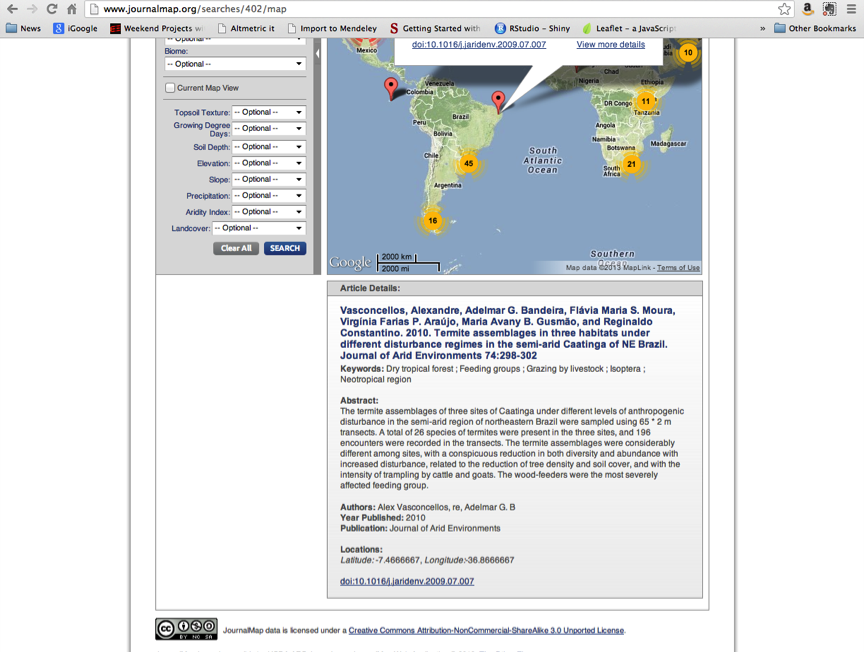 www.journalmap.org/searches/402/map
News
iGoogle
Weekend Projects w
Altmetric it
Import to Mendeley
Getting Started with
RStudio - Shiny
Leaflet – a JavaScrip
»
Other Bookmarks
-- Optional --
Biome:
-- Optional --
Current Map View
Topsoil Texture: -- Optional --
Growing Degree
Days: -- Optional --
Soil Depth: -- Optional --
Elevation: -- Optional --
Slope: -- Optional --
Precipitation: -- Optional --
Aridity Index: -- Optional --
Landcover: -- Optional --
Clear All SEARCH
doi:10.1016/j.jaridenv.2009.07.007 View more details
Mexico
10
Venezuela
Colombia
Peru
Brazil
Bolivia
Chile
45
Argentina
16
Chad
Nigeria
Ethiopia
DR Congo
11
Tanzania
Angola
Namibia
Botswana
Madagascar
South
Africa
21
South
Atlantic
Ocean
Southern
Ocean
Google
2000 km
2000 mi
Map data ©2013 MapLink - Terms of Use
Article Details:
Vasconcellos, Alexandre, Adelmar G. Bandeira, Flávia Maria S. Moura,
Virgínia Farias P. Araújo, Maria Avany B. Gusmão, and Reginaldo
Constantino. 2010. Termite assemblages in three habitats under
different disturbance regimes in the semi-arid Caatinga of NE Brazil.
Journal of Arid Environments 74:298-302
Keywords: Dry tropical forest ; Feeding groups ; Grazing by livestock ; Isoptera ;
Neotropical region
Abstract:
The termite assemblages of three sites of Caatinga under different levels of anthropogenic
disturbance in the semi-arid region of northeastern Brazil were sampled using 65 * 2 m
transects. A total of 26 species of termites were present in the three sites, and 196
encounters were recorded in the transects. The termite assemblages were considerably
different among sites, with a conspicuous reduction in both diversity and abundance with
increased disturbance, related to the reduction of tree density and soil cover, and with the
intensity of trampling by cattle and goats. The wood-feeders were the most severely
affected feeding group.
Authors: Alex Vasconcellos, re, Adelmar G. B
Year Published: 2010
Publication: Journal of Arid Environments
Locations:
Latitude:-7.4666667, Longitude:-36.8666667
doi:10.1016/j.jaridenv.2009.07.007
cc BY NC SA
JournalMap data is licensed under a Creative Commons Attribution-NonCommercial-ShareAlike 3.0 Unported License.